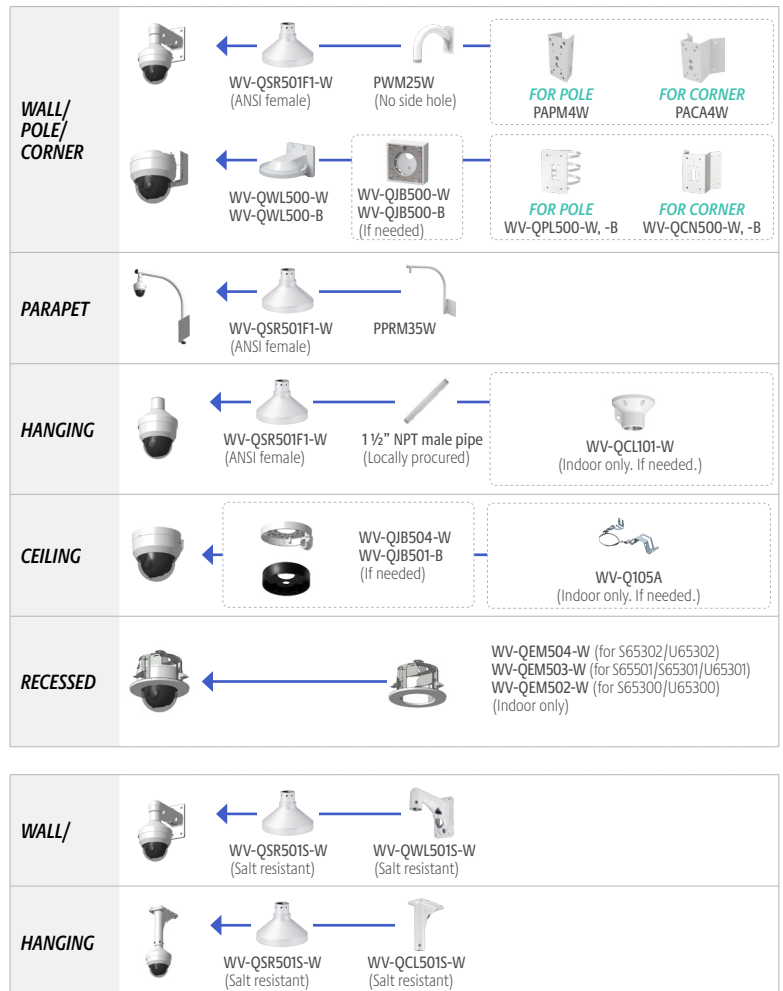 WALL/
POLE/
CORNER
WV-QSR501F1-W
(ANSI female)
PWM25W
(No side hole)
FOR POLE
PAPM4W
FOR CORNER
PACA4W
WV-QWL500-W
WV-QWL500-B
WV-QJB500-W
WV-QJB500-B
(If needed)
FOR POLE
WV-QPL500-W, -B
FOR CORNER
WV-QCN500-W, -B
PARAPET
WV-QSR501F1-W
(ANSI female)
PPRM35W
HANGING
WV-QSR501F1-W
(ANSI female)
1 ½” NPT male pipe
(Locally procured)
WV-QCL101-W
(Indoor only. If needed.)
CEILING
WV-QJB504-W
WV-QJB501-B
(If needed)
WV-Q105A
(Indoor only. If needed.)
RECESSED
WV-QEM504-W (for S65302/U65302)
WV-QEM503-W (for S65501/S65301/U65301)
WV-QEM502-W (for S65300/U65300)
(Indoor only)
WALL/
WV-QSR501S-W
(Salt resistant)
WV-QWL501S-W
(Salt resistant)
HANGING
WV-QSR501S-W
(Salt resistant)
WV-QCL501S-W
(Salt resistant)